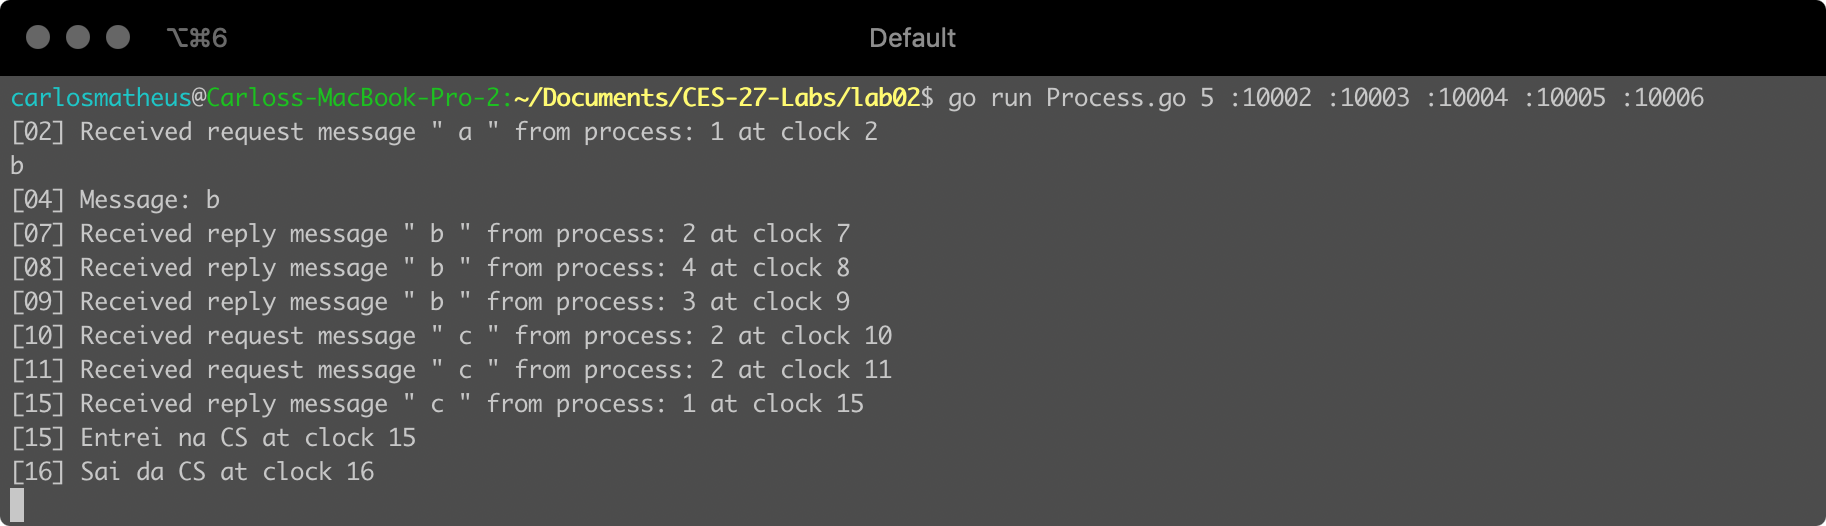 ⌥⌘6
Default
carlosmatheus@Carloss-MacBook-Pro-2:~/Documents/CES-27-Labs/lab02$ go run Process.go 5 :10002 :10003 :10004 :10005 :10006
[02] Received request message " a " from process: 1 at clock 2
b
[04] Message: b
[07] Received reply message " b " from process: 2 at clock 7
[08] Received reply message " b " from process: 4 at clock 8
[09] Received reply message " b " from process: 3 at clock 9
[10] Received request message " c " from process: 2 at clock 10
[11] Received request message " c " from process: 2 at clock 11
[15] Received reply message " c " from process: 1 at clock 15
[15] Entrei na CS at clock 15
[16] Sai da CS at clock 16